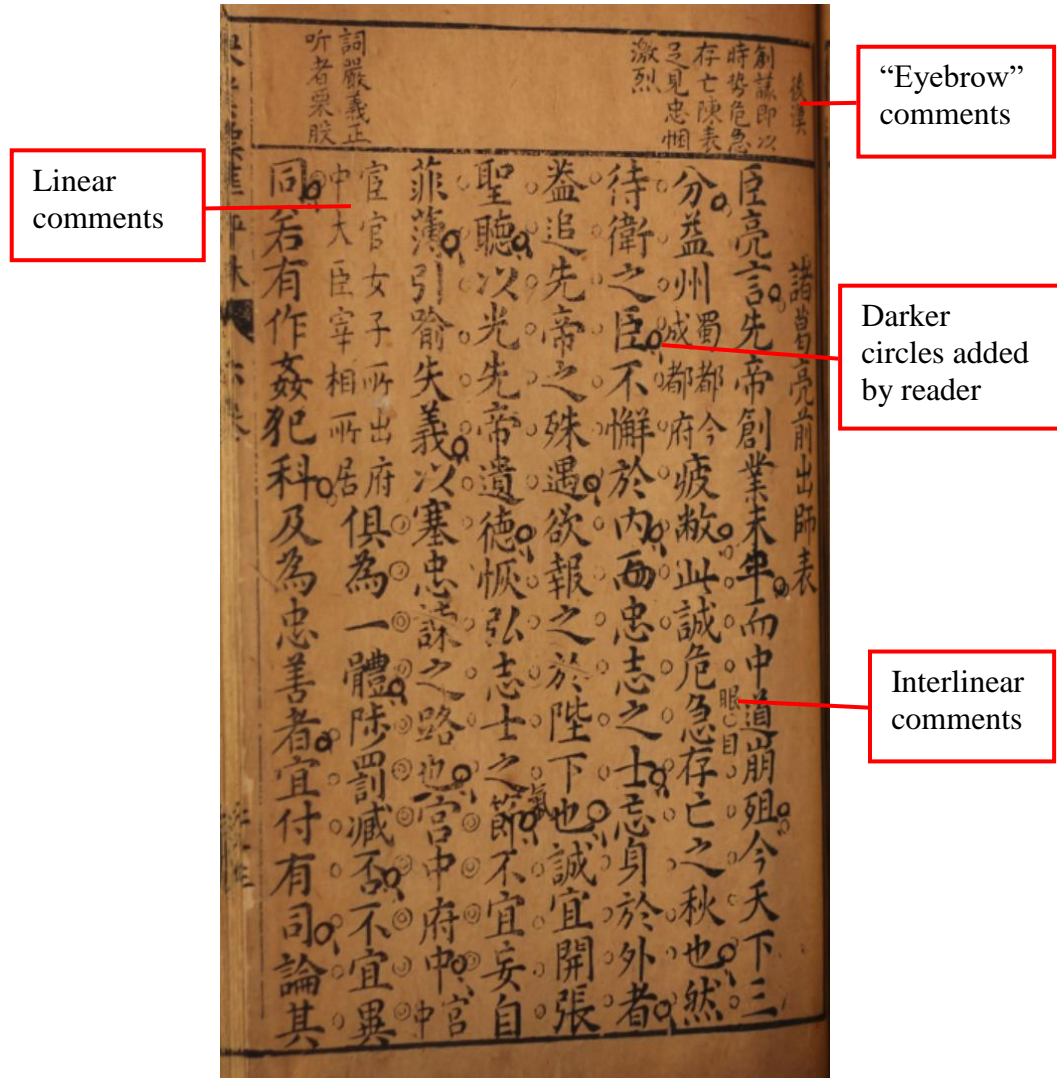 “Eyebrow” comments
Linear comments
Darker circles added by reader
Interlinear comments
後漢
創謀即以
時勢危急
存亡陳表
足見忠悃
激烈
詞嚴義正
听者栗股
諸葛亮前出師表
臣亮言先帝創業未半而中道崩殂今天下三
眼目
分益州蜀都今成都府疲敝此誠危急存亡之秋也然
待衛之臣不懈於內而忠志之士忘身於外者
葢追先帝之殊遇欲報之於陛下也誠宜開張
氣
聖聽以光先帝遺德恢弘志士之節不宜妄自
菲薄引喻失義以塞忠諫之路也宮中府中宮中
宦官女子所出府中大臣宰相所居俱為一體陟罰臧否不宜異
同若有作姦犯科及為忠善者宜付有司論其